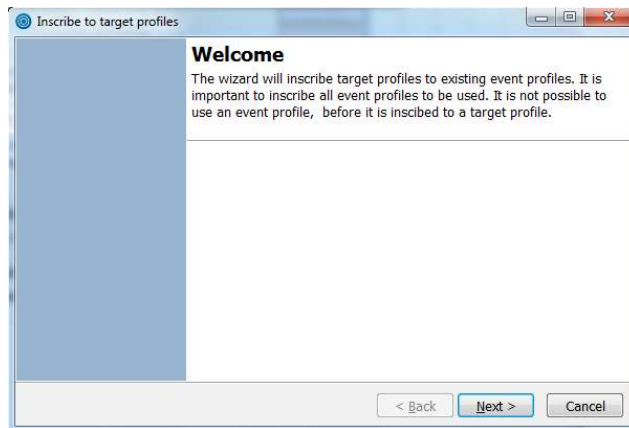 Inscribe to target profiles
Welcome
The wizard will inscribe target profiles to existing event profiles. It is
important to inscribe all event profiles to be used. It is not possible to
use an event profile,  before it is inscibed to a target profile.
< Back
Next >
Cancel